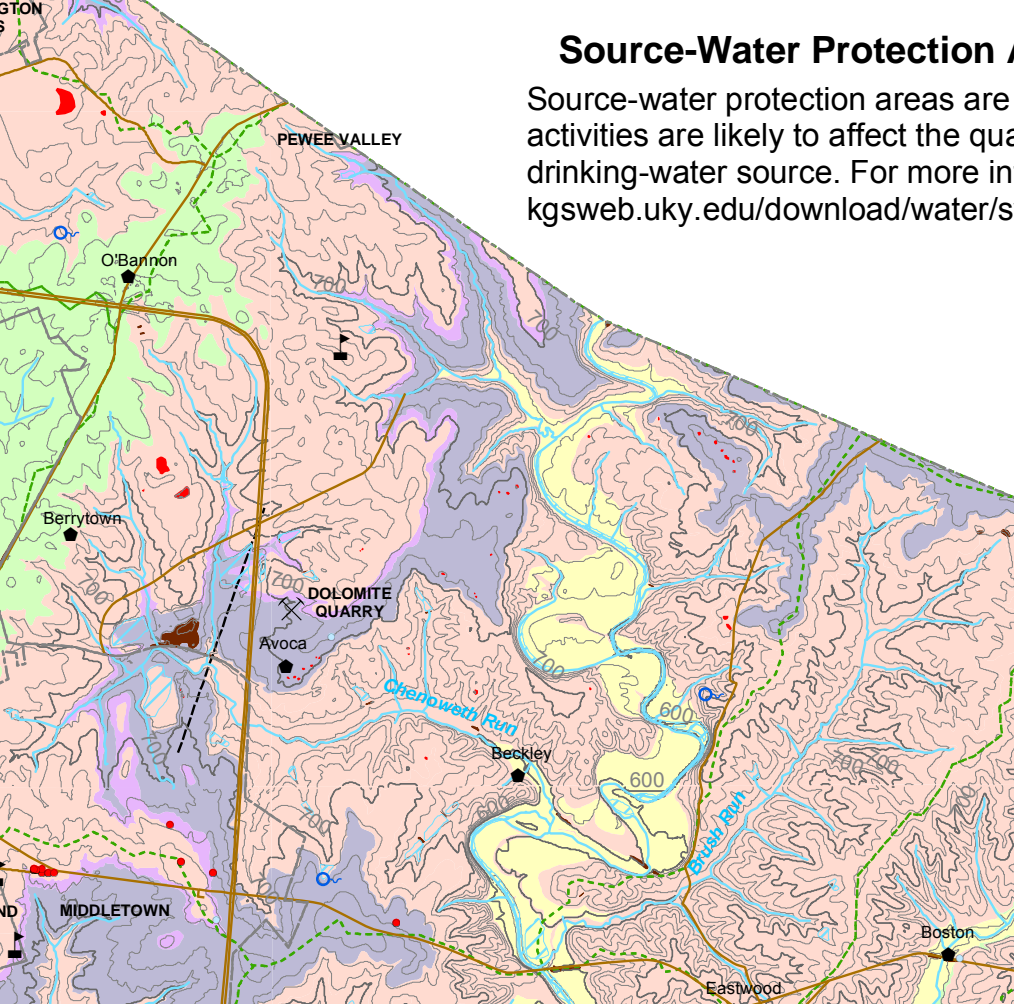 GTON
S
Source-Water Protection A
Source-water protection areas are
activities are likely to affect the qua
drinking-water source. For more in
kgsweb.uky.edu/download/water/s
PEWEE VALLEY
O'Bannon
700
700
700
Berrytown
700
700
DOLOMITE
QUARRY
Avoca
700
Chenoweth Run
600
Beckley
600
600
700
700
700
700
700
Brush Run
700
MIDDLETOWN
ND
Boston
Eastwood